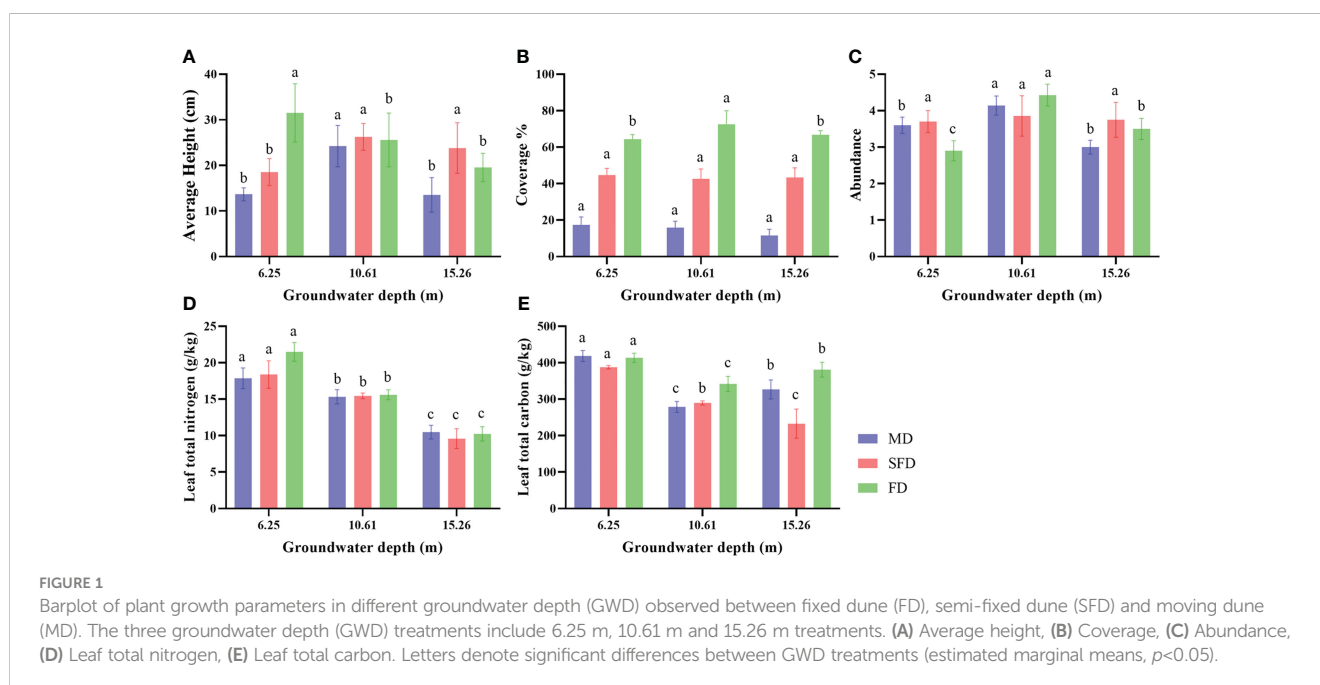 A
Average Height (cm)
40
30
20
10
0
b b a
a a b
b a b
6.25 10.61 15.26
Groundwater depth (m)
B
Coverage %
100
80
60
40
20
0
a a b
a a a
a a b
6.25 10.61 15.26
Groundwater depth (m)
C
Abundance
5
4
3
2
1
0
b a c
a a a
b a b
6.25 10.61 15.26
Groundwater depth (m)
D
Leaf total nitrogen (g/kg)
25
20
15
10
5
0
a a a
b b b
c c c
6.25 10.61 15.26
Groundwater depth (m)
E
Leaf total carbon (g/kg)
500
400
300
200
100
0
a a a
c b c
b c b
6.25 10.61 15.26
Groundwater depth (m)
MD
SFD
FD
FIGURE 1
Barplot of plant growth parameters in different groundwater depth (GWD) observed between fixed dune (FD), semi-fixed dune (SFD) and moving dune
(MD). The three groundwater depth (GWD) treatments include 6.25 m, 10.61 m and 15.26 m treatments. (A) Average height, (B) Coverage, (C) Abundance,
(D) Leaf total nitrogen, (E) Leaf total carbon. Letters denote significant differences between GWD treatments (estimated marginal means, p<0.05).